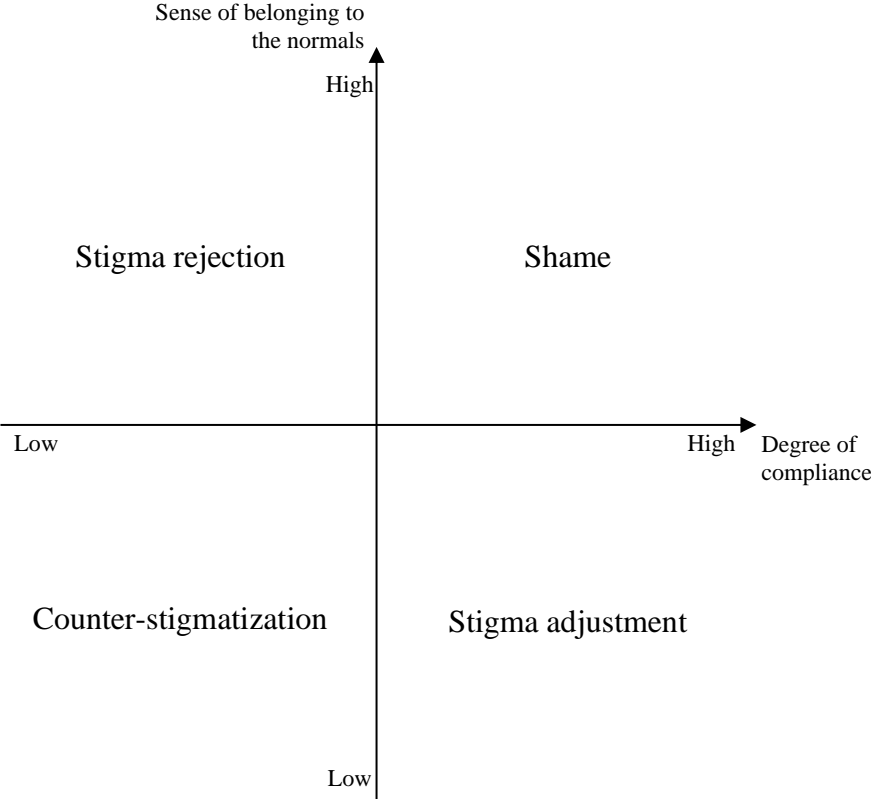 Sense of belonging to
the normals
High
Stigma rejection
Shame
Low
High
Degree of
compliance
Counter-stigmatization
Stigma adjustment
Low